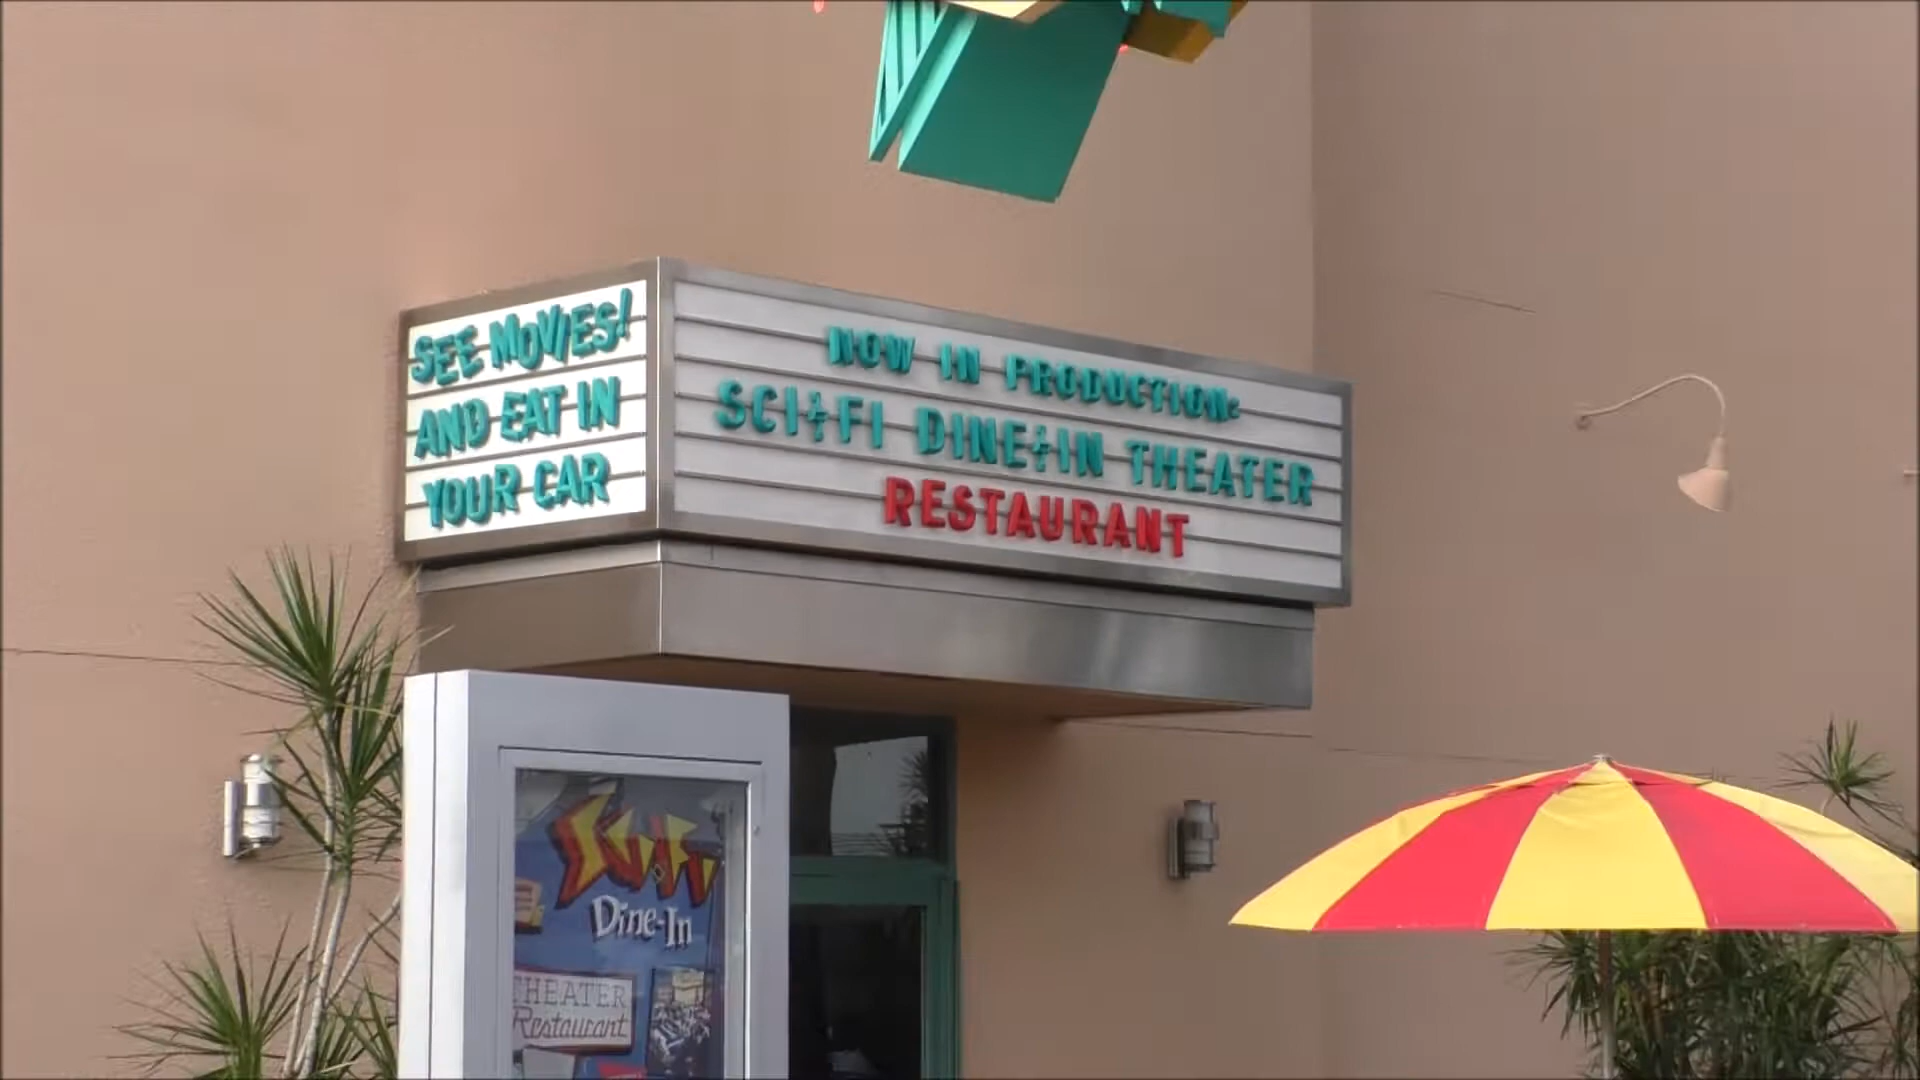 SEE MOVIES!
AND EAT IN
YOUR CAR
NOW IN PRODUCTION:
SCI-FI DINE-IN THEATER
RESTAURANT
Sci-Fi
Dine-In
THEATER
Restaurant